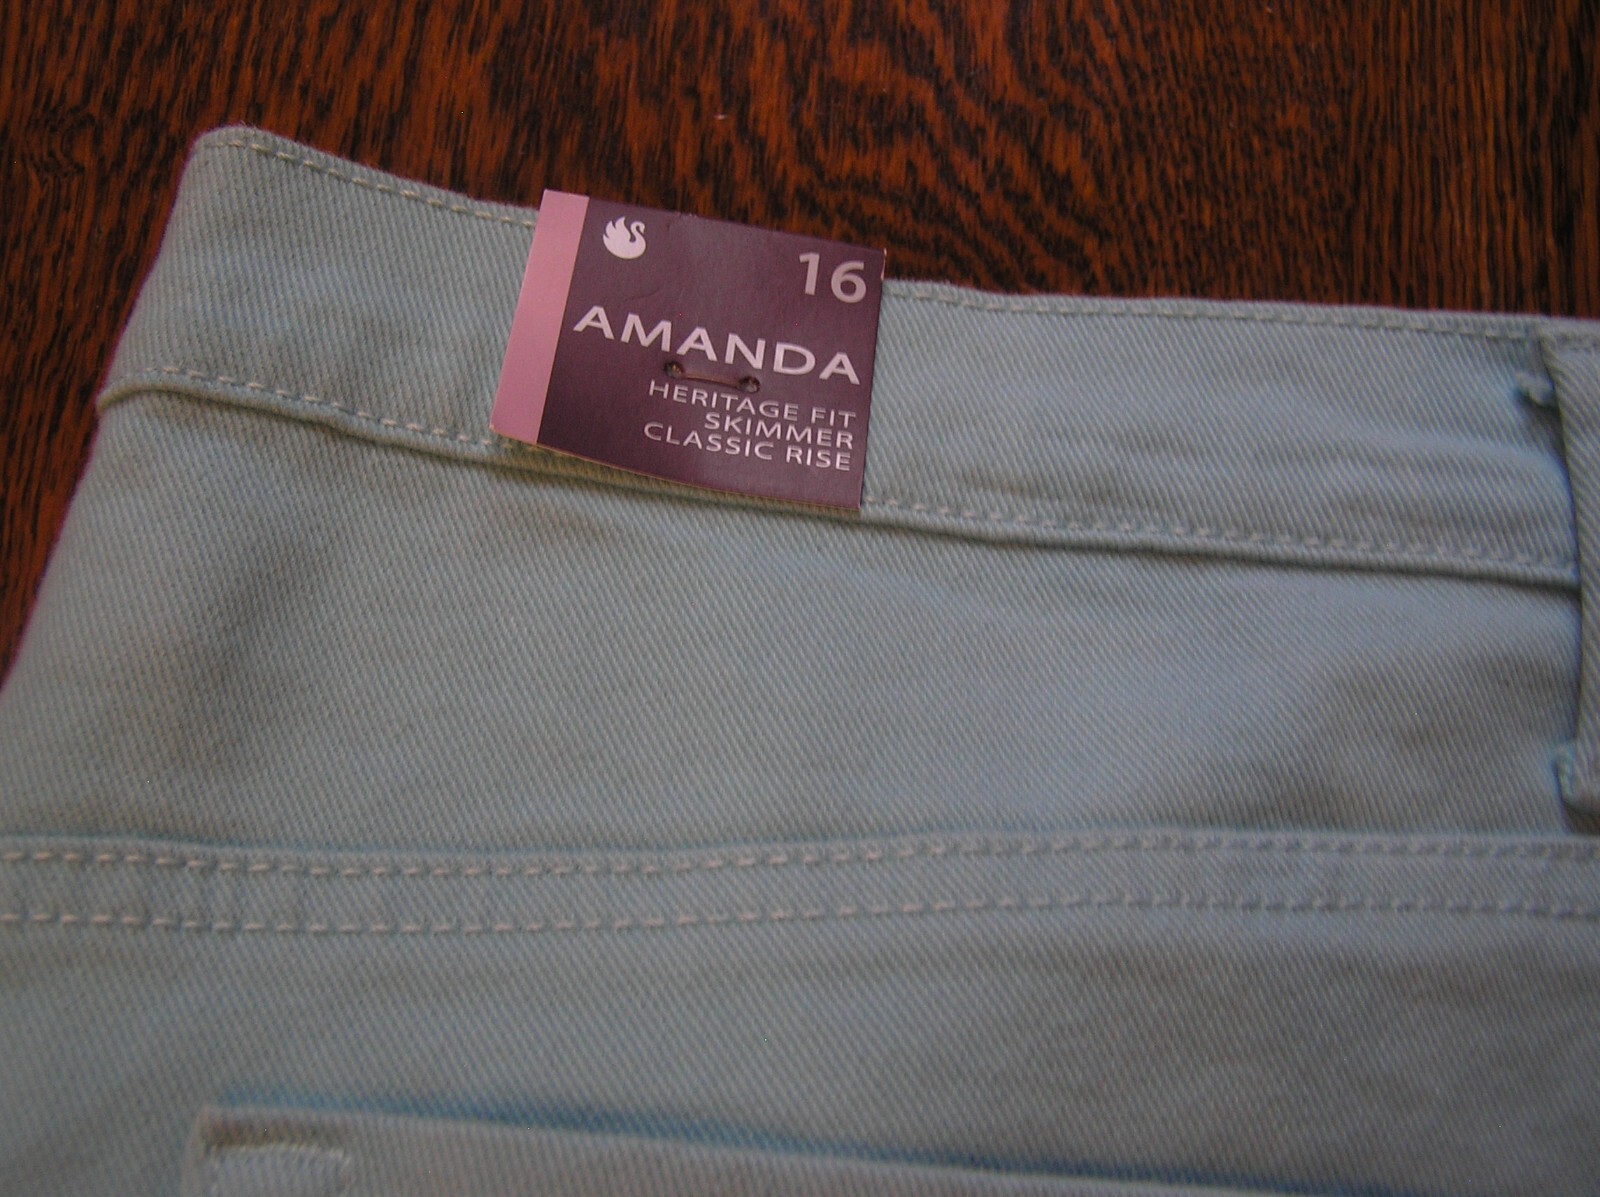 16
AMANDA
HERITAGE FIT
SKIMMER
CLASSIC RISE